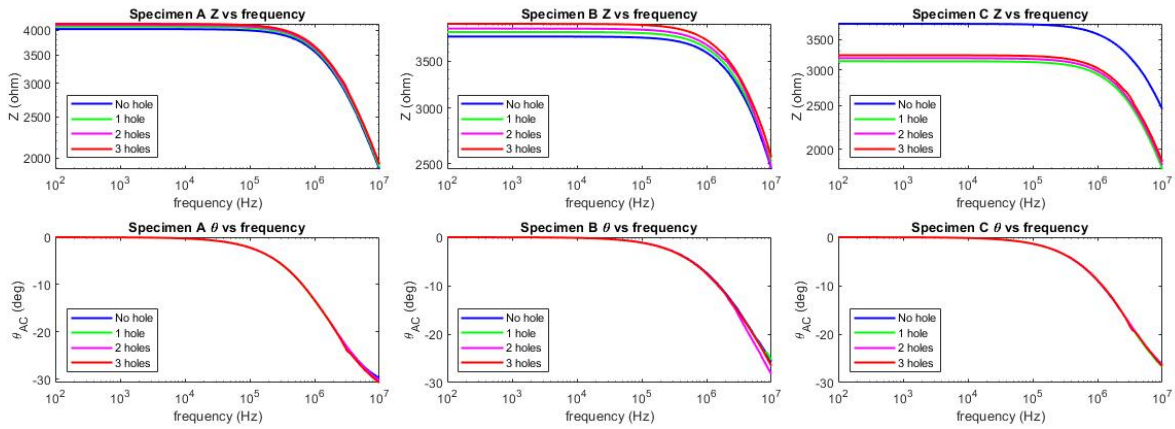 Specimen A Z vs frequency
4000
3500
3000
2500
2000
Z (ohm)
No hole
1 hole
2 holes
3 holes
10^2 10^3 10^4 10^5 10^6 10^7
frequency (Hz)
Specimen B Z vs frequency
3500
3000
2500
Z (ohm)
No hole
1 hole
2 holes
3 holes
10^2 10^3 10^4 10^5 10^6 10^7
frequency (Hz)
Specimen C Z vs frequency
3500
3000
2500
2000
Z (ohm)
No hole
1 hole
2 holes
3 holes
10^2 10^3 10^4 10^5 10^6 10^7
frequency (Hz)
Specimen A θ vs frequency
0
-10
-20
-30
θ_AC (deg)
No hole
1 hole
2 holes
3 holes
10^2 10^3 10^4 10^5 10^6 10^7
frequency (Hz)
Specimen B θ vs frequency
0
-10
-20
-30
θ_AC (deg)
No hole
1 hole
2 holes
3 holes
10^2 10^3 10^4 10^5 10^6 10^7
frequency (Hz)
Specimen C θ vs frequency
0
-10
-20
-30
θ_AC (deg)
No hole
1 hole
2 holes
3 holes
10^2 10^3 10^4 10^5 10^6 10^7
frequency (Hz)